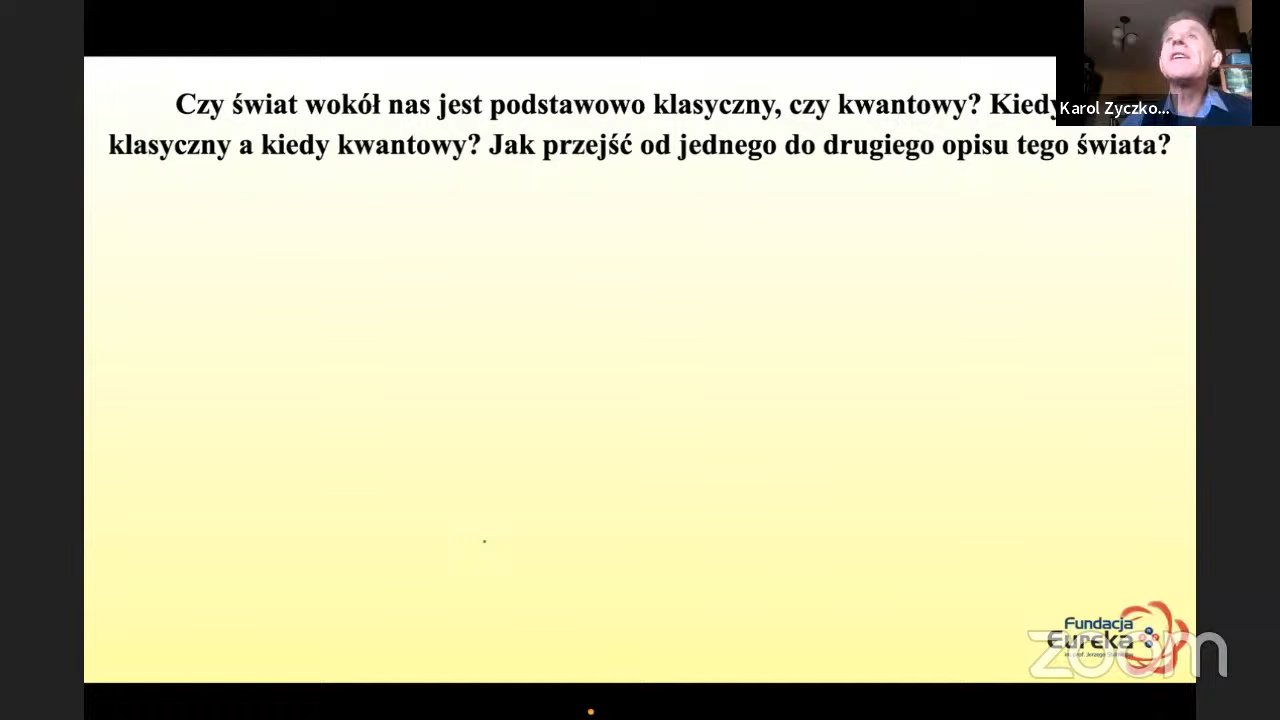 Czy świat wokół nas jest podstawowo klasyczny, czy kwantowy? Kiedy
klasyczny a kiedy kwantowy? Jak przejść od jednego do drugiego opisu tego świata?
Karol Zyczko...
Fundacja
Eureka
zoom